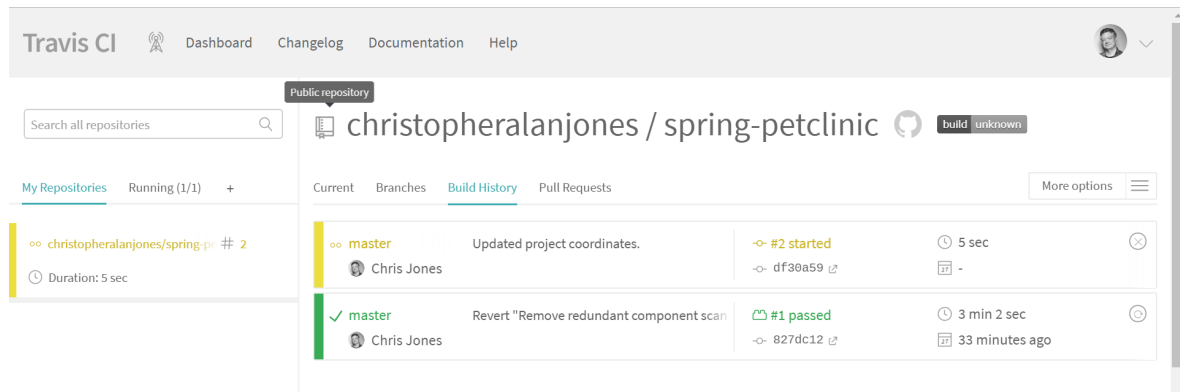 Travis CI Dashboard Changelog Documentation Help
Public repository
Search all repositories
christopheralanjones / spring-petclinic build unknown
My Repositories Running (1/1) +
Current Branches Build History Pull Requests More options
christopheralanjones/spring-p # 2
Duration: 5 sec
master Updated project coordinates. #2 started 5 sec
Chris Jones df30a59 -
master Revert "Remove redundant component scan #1 passed 3 min 2 sec
Chris Jones 827dc12 33 minutes ago